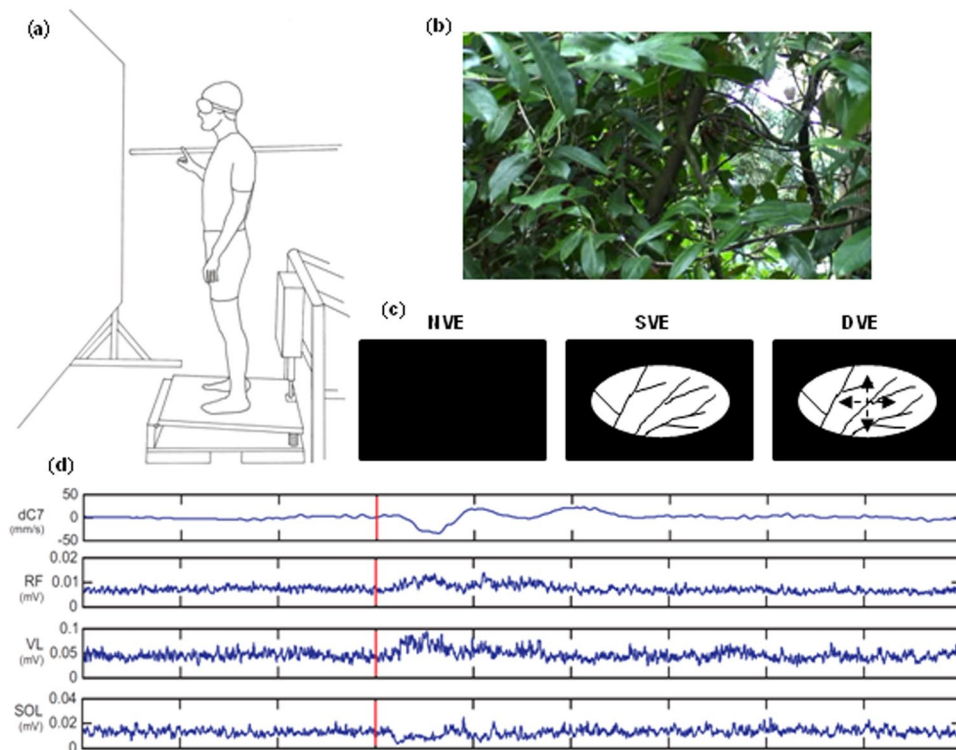 (a)
(b)
(c)
NVE SVE DVE
(d)
50
dC7 0
(mm/s)
-50
0.02
RF 0.01
(mV)
0
0.1
VL 0.05
(mV)
0
0.04
SOL 0.02
(mV)
0